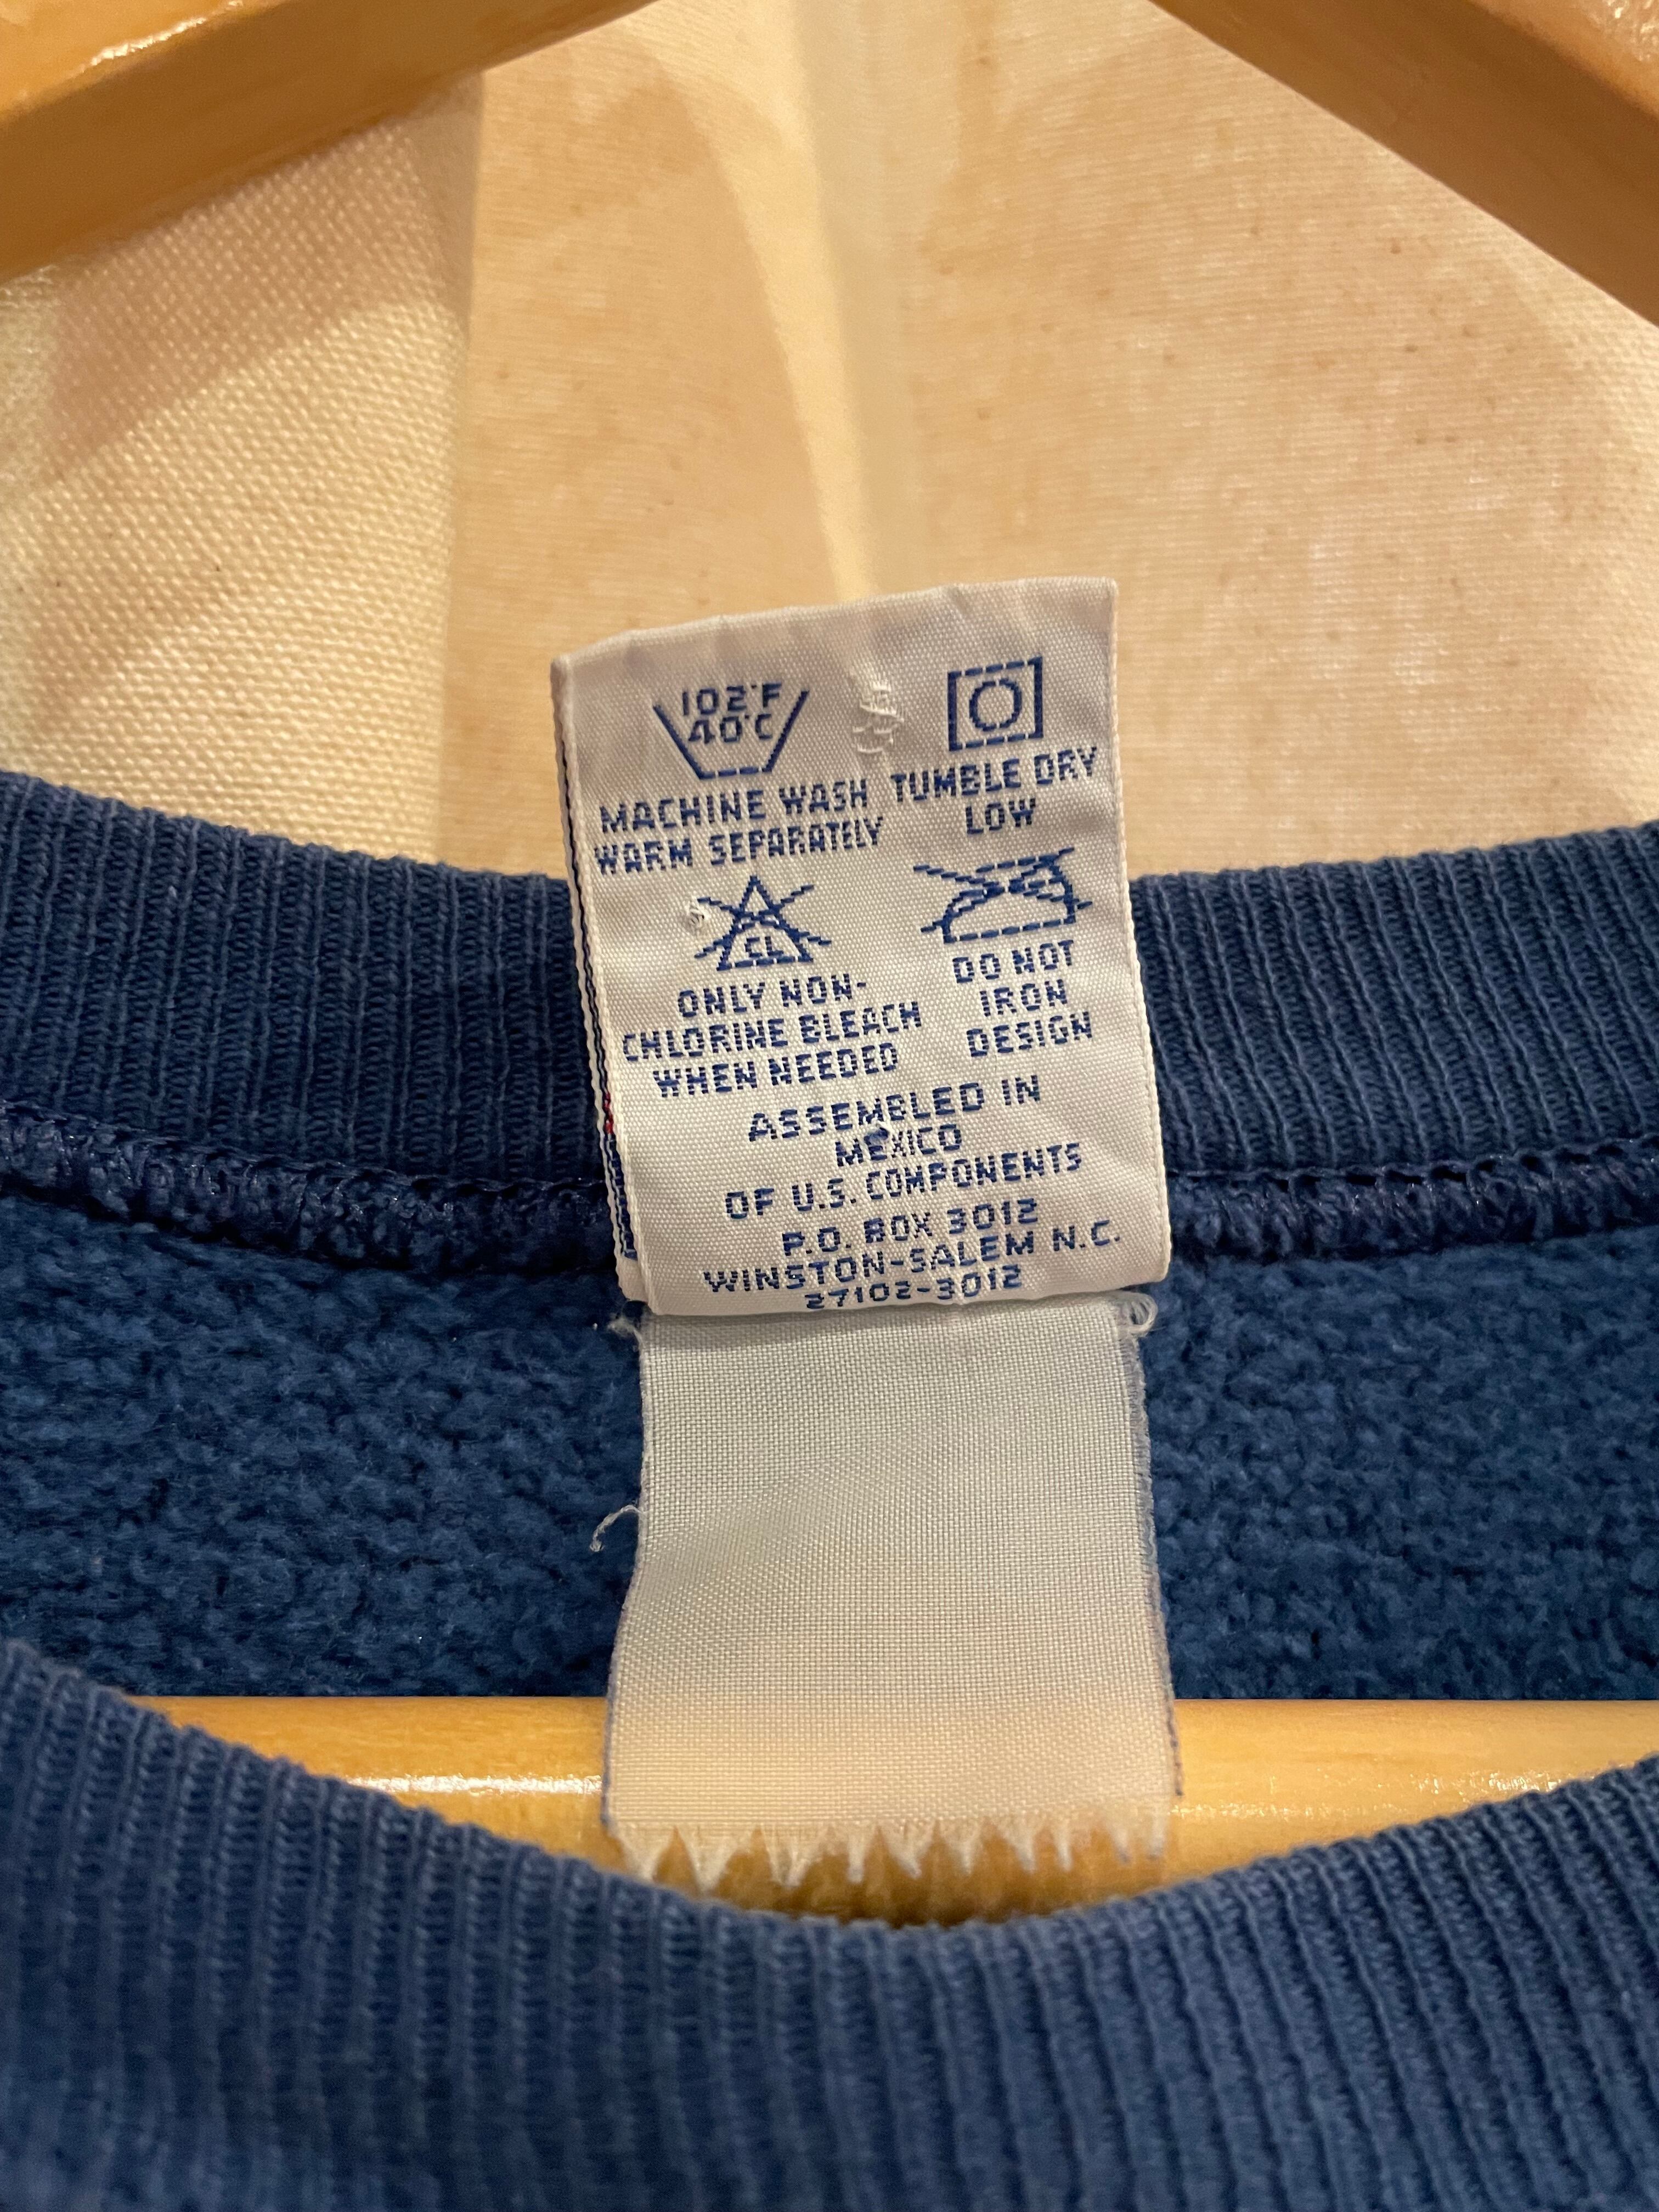 102°F
40°C
MACHINE WASH
WARM SEPARATELY
TUMBLE DRY
LOW
CL
ONLY NON-
CHLORINE BLEACH
WHEN NEEDED
DO NOT
IRON
DESIGN
ASSEMBLED IN
MEXICO
OF U.S. COMPONENTS
P.O. BOX 3012
WINSTON-SALEM N.C.
27102-3012